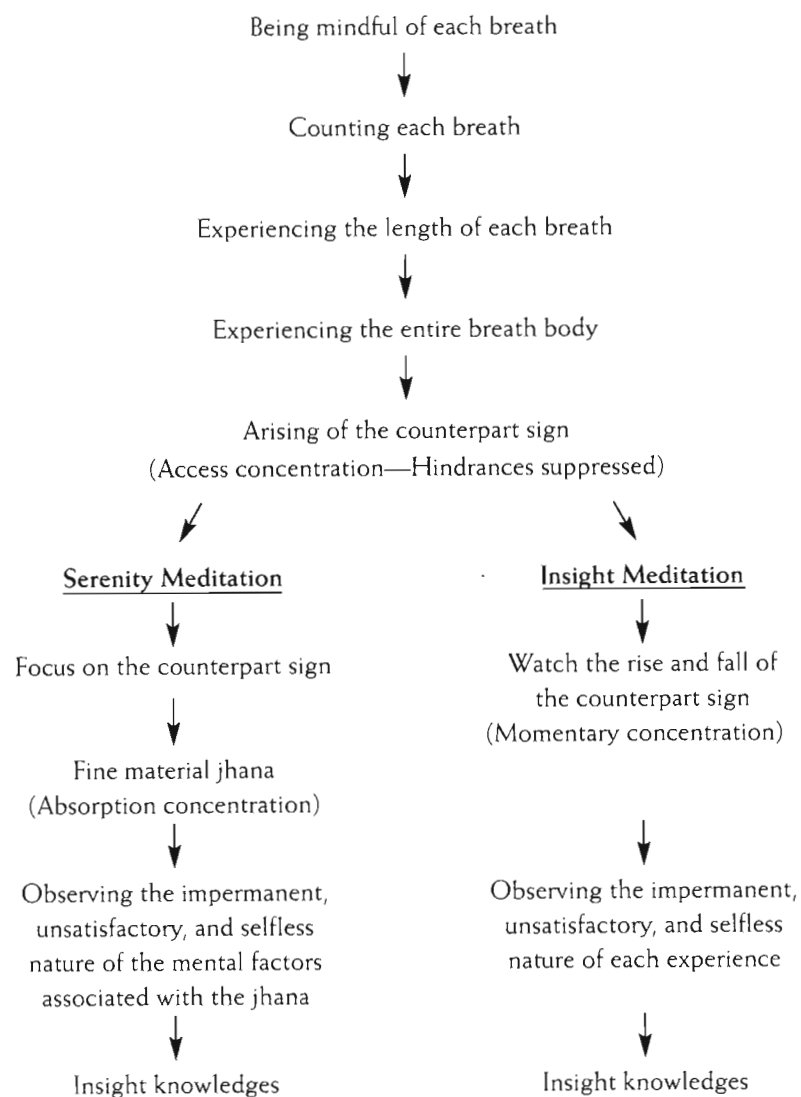 Being mindful of each breath
Counting each breath
Experiencing the length of each breath
Experiencing the entire breath body
Arising of the counterpart sign
(Access concentration—Hindrances suppressed)
Serenity Meditation
Focus on the counterpart sign
Fine material jhana
(Absorption concentration)
Observing the impermanent,
unsatisfactory, and selfless
nature of the mental factors
associated with the jhana
Insight knowledges
Insight Meditation
Watch the rise and fall of
the counterpart sign
(Momentary concentration)
Observing the impermanent,
unsatisfactory, and selfless
nature of each experience
Insight knowledges